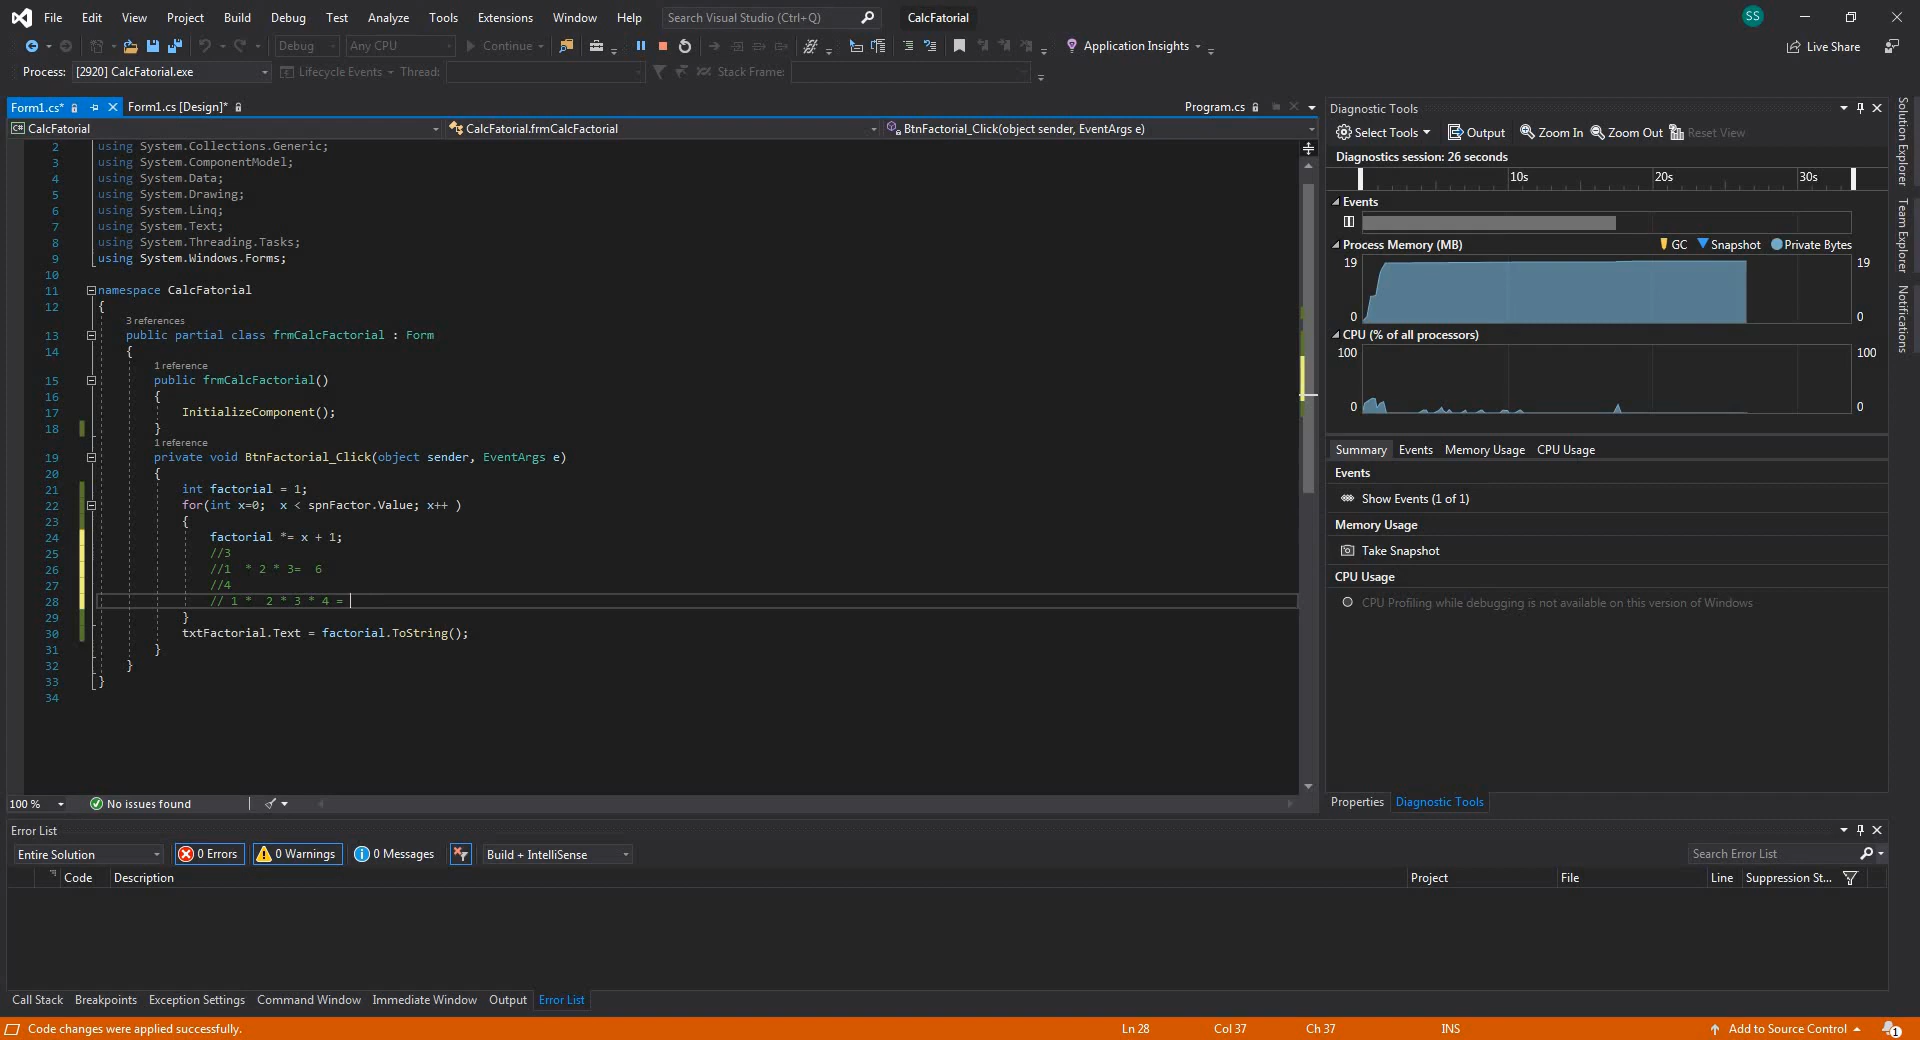 File Edit View Project Build Debug Test Analyze Tools Extensions Window Help Search Visual Studio (Ctrl+Q) CalcFatorial SS
Debug Any CPU Continue Application Insights Live Share
Process: [2920] CalcFatorial.exe Lifecycle Events Thread: Stack Frame:
Form1.cs* Form1.cs [Design]* Program.cs
CalcFatorial CalcFatorial.frmCalcFactorial BtnFactorial_Click(object sender, EventArgs e)
2 using System.Collections.Generic;
3 using System.ComponentModel;
4 using System.Data;
5 using System.Drawing;
6 using System.Linq;
7 using System.Text;
8 using System.Threading.Tasks;
9 using System.Windows.Forms;
10
11 namespace CalcFatorial
12 {
3 references
13 public partial class frmCalcFactorial : Form
14 {
1 reference
15 public frmCalcFactorial()
16 {
17 InitializeComponent();
18 }
1 reference
19 private void BtnFactorial_Click(object sender, EventArgs e)
20 {
21 int factorial = 1;
22 for(int x=0;  x < spnFactor.Value; x++ )
23 {
24 factorial *= x + 1;
25 //3
26 //1  * 2 * 3=  6
27 //4
28 // 1 *  2 * 3 * 4 =
29 }
30 txtFactorial.Text = factorial.ToString();
31 }
32 }
33 }
34
100 % No issues found
Diagnostic Tools
Select Tools Output Zoom In Zoom Out Reset View
Diagnostics session: 26 seconds
10s 20s 30s
Events
Process Memory (MB) GC Snapshot Private Bytes
19 19
0 0
CPU (% of all processors)
100 100
0 0
Summary Events Memory Usage CPU Usage
Events
Show Events (1 of 1)
Memory Usage
Take Snapshot
CPU Usage
CPU Profiling while debugging is not available on this version of Windows
Properties Diagnostic Tools
Solution Explorer
Team Explorer
Notifications
Error List
Entire Solution 0 Errors 0 Warnings 0 Messages Build + IntelliSense Search Error List
Code Description Project File Line Suppression St...
Call Stack Breakpoints Exception Settings Command Window Immediate Window Output Error List
Code changes were applied successfully. Ln 28 Col 37 Ch 37 INS Add to Source Control 1